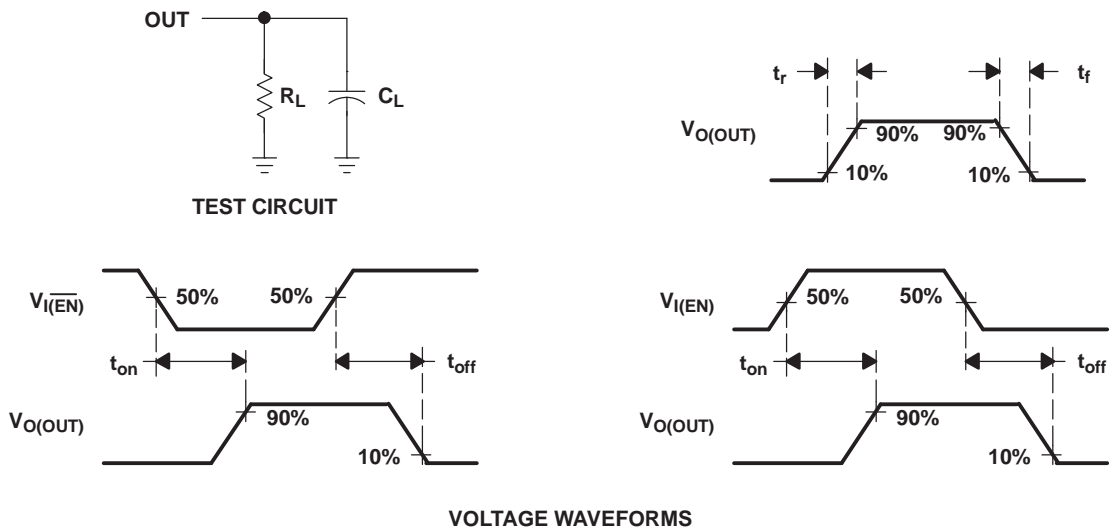 OUT
RL
CL
TEST CIRCUIT
tr
tf
VO(OUT)
90%
90%
10%
10%
VI(E̅N̅)
50%
50%
ton
toff
VO(OUT)
90%
10%
VI(EN)
50%
50%
ton
toff
VO(OUT)
90%
10%
VOLTAGE WAVEFORMS